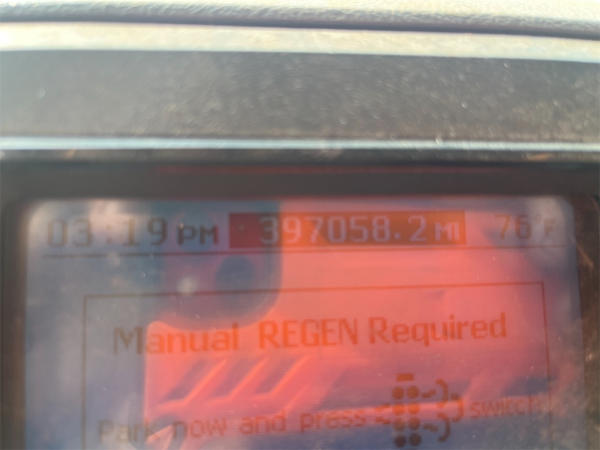 03:19 PM 397058.2 MI 76°F
Manual REGEN Required
Park now and press switch